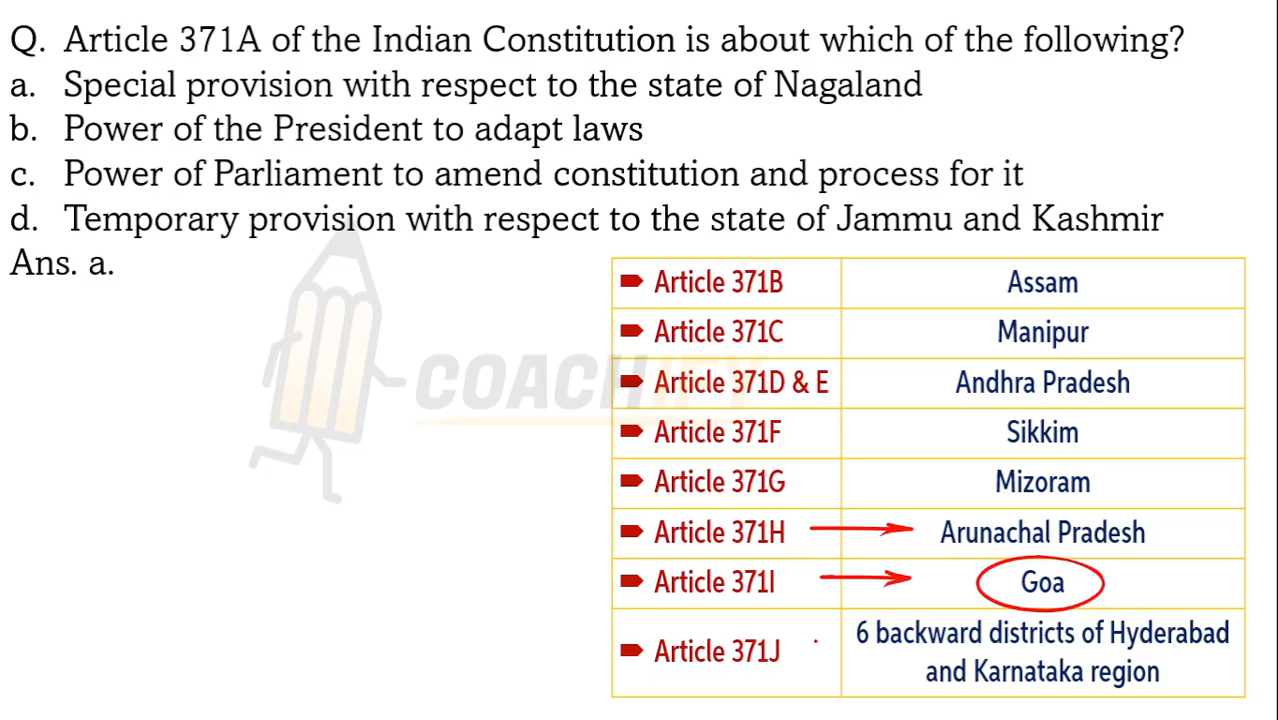 Q. Article 371A of the Indian Constitution is about which of the following?
a. Special provision with respect to the state of Nagaland
b. Power of the President to adapt laws
c. Power of Parliament to amend constitution and process for it
d. Temporary provision with respect to the state of Jammu and Kashmir
Ans. a.
Article 371B Assam
Article 371C Manipur
COACHIFY
Article 371D & E Andhra Pradesh
Article 371F Sikkim
Article 371G Mizoram
Article 371H Arunachal Pradesh
Article 371I Goa
Article 371J 6 backward districts of Hyderabad
and Karnataka region